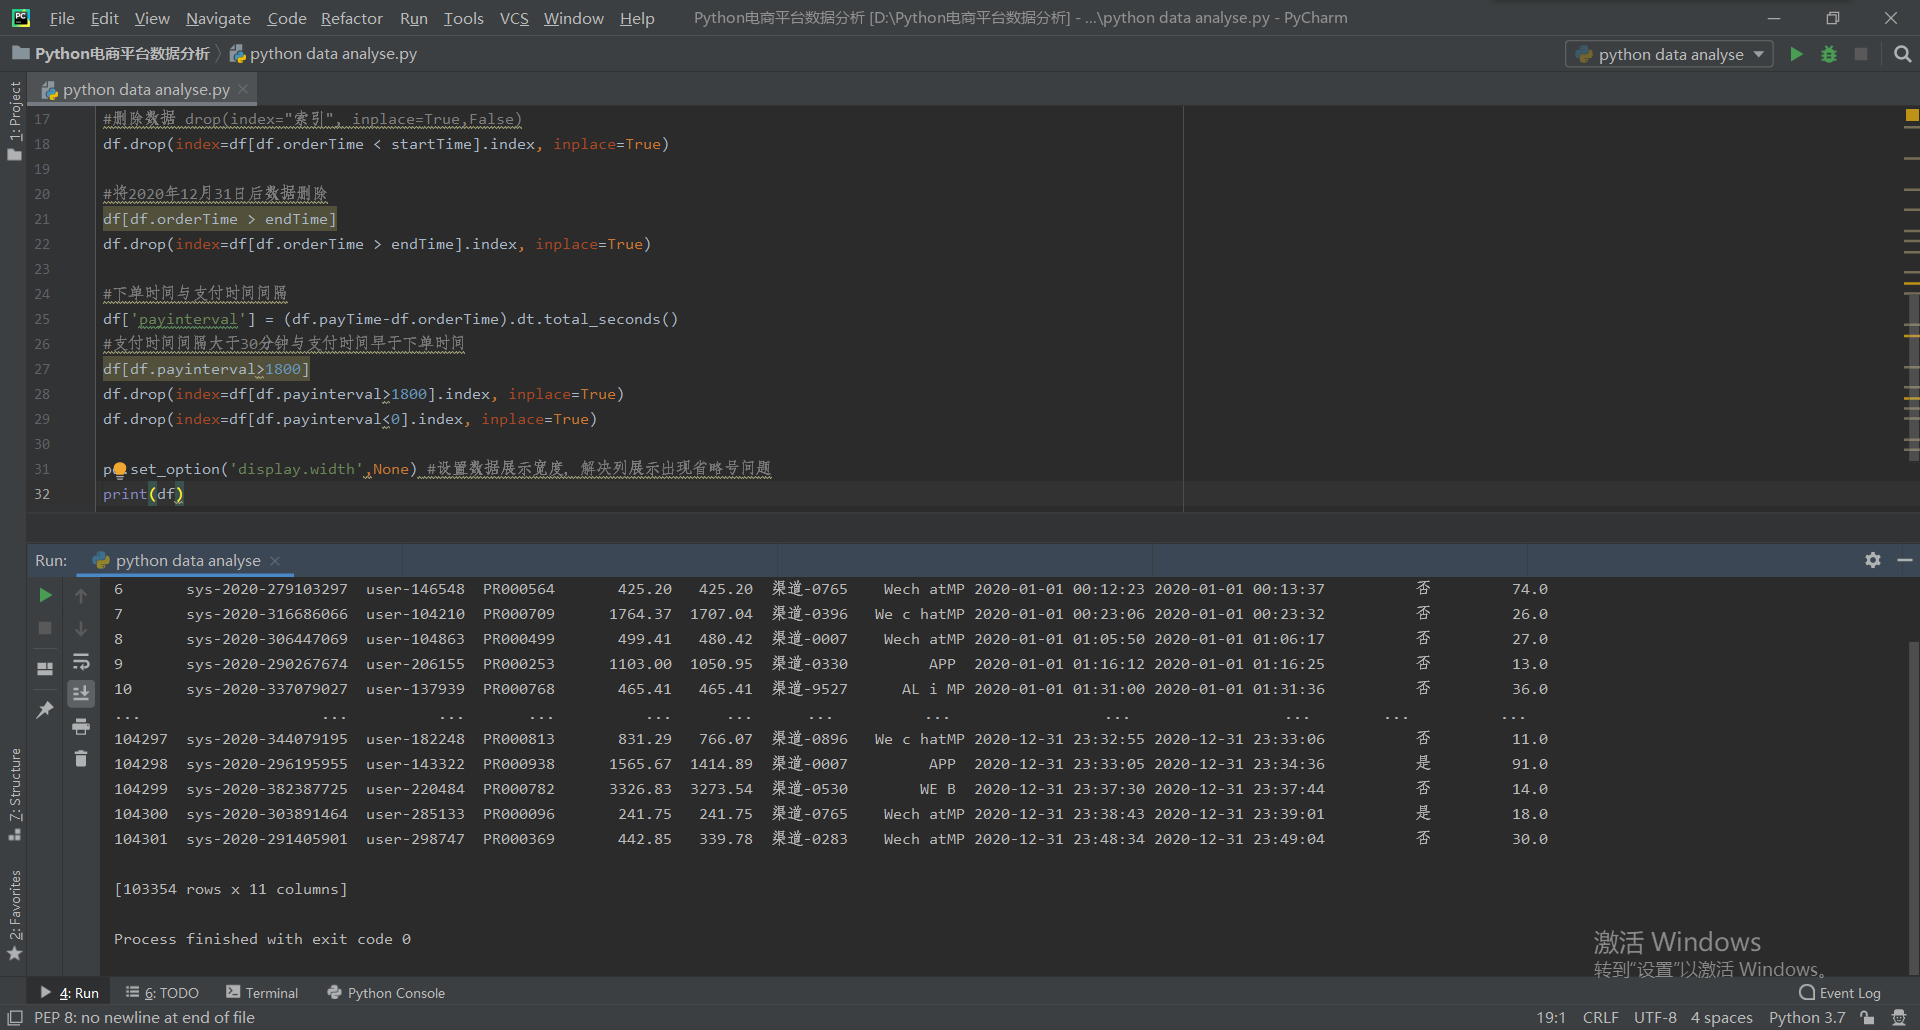 File Edit View Navigate Code Refactor Run Tools VCS Window Help Python电商平台数据分析 [D:\Python电商平台数据分析] - ...\python data analyse.py - PyCharm
Python电商平台数据分析 python data analyse.py python data analyse
python data analyse.py
1: Project
17 #删除数据 drop(index="索引", inplace=True,False)
18 df.drop(index=df[df.orderTime < startTime].index, inplace=True)
19
20 #将2020年12月31日后数据删除
21 df[df.orderTime > endTime]
22 df.drop(index=df[df.orderTime > endTime].index, inplace=True)
23
24 #下单时间与支付时间间隔
25 df['payinterval'] = (df.payTime-df.orderTime).dt.total_seconds()
26 #支付时间间隔大于30分钟与支付时间早于下单时间
27 df[df.payinterval>1800]
28 df.drop(index=df[df.payinterval>1800].index, inplace=True)
29 df.drop(index=df[df.payinterval<0].index, inplace=True)
30
31 p set_option('display.width',None) #设置数据展示宽度, 解决列展示出现省略号问题
32 print(df)
Run: python data analyse
6 sys-2020-279103297 user-146548 PR000564 425.20 425.20 渠道-0765 Wech atMP 2020-01-01 00:12:23 2020-01-01 00:13:37 否 74.0
7 sys-2020-316686066 user-104210 PR000709 1764.37 1707.04 渠道-0396 We c hatMP 2020-01-01 00:23:06 2020-01-01 00:23:32 否 26.0
8 sys-2020-306447069 user-104863 PR000499 499.41 480.42 渠道-0007 Wech atMP 2020-01-01 01:05:50 2020-01-01 01:06:17 否 27.0
9 sys-2020-290267674 user-206155 PR000253 1103.00 1050.95 渠道-0330 APP 2020-01-01 01:16:12 2020-01-01 01:16:25 否 13.0
10 sys-2020-337079027 user-137939 PR000768 465.41 465.41 渠道-9527 AL i MP 2020-01-01 01:31:00 2020-01-01 01:31:36 否 36.0
... ... ... ... ... ... ... ... ... ... ... ...
104297 sys-2020-344079195 user-182248 PR000813 831.29 766.07 渠道-0896 We c hatMP 2020-12-31 23:32:55 2020-12-31 23:33:06 否 11.0
104298 sys-2020-296195955 user-143322 PR000938 1565.67 1414.89 渠道-0007 APP 2020-12-31 23:33:05 2020-12-31 23:34:36 是 91.0
104299 sys-2020-382387725 user-220484 PR000782 3326.83 3273.54 渠道-0530 WE B 2020-12-31 23:37:30 2020-12-31 23:37:44 否 14.0
104300 sys-2020-303891464 user-285133 PR000096 241.75 241.75 渠道-0765 Wech atMP 2020-12-31 23:38:43 2020-12-31 23:39:01 是 18.0
104301 sys-2020-291405901 user-298747 PR000369 442.85 339.78 渠道-0283 Wech atMP 2020-12-31 23:48:34 2020-12-31 23:49:04 否 30.0
[103354 rows x 11 columns]
Process finished with exit code 0
7: Structure
2: Favorites
激活 Windows
转到"设置"以激活 Windows。
4: Run 6: TODO Terminal Python Console Event Log
PEP 8: no newline at end of file 19:1 CRLF UTF-8 4 spaces Python 3.7